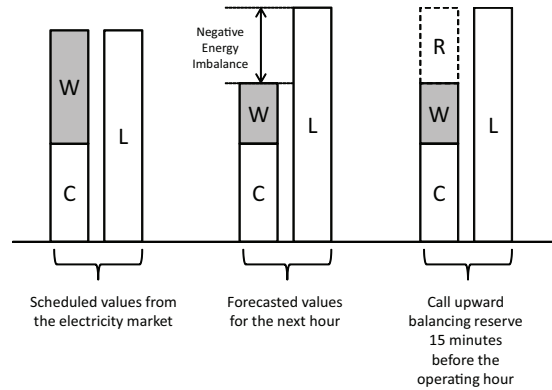 Negative
Energy
Imbalance
W
C
L
W
C
L
R
W
C
L
Scheduled values from
the electricity market
Forecasted values
for the next hour
Call upward
balancing reserve
15 minutes
before the
operating hour